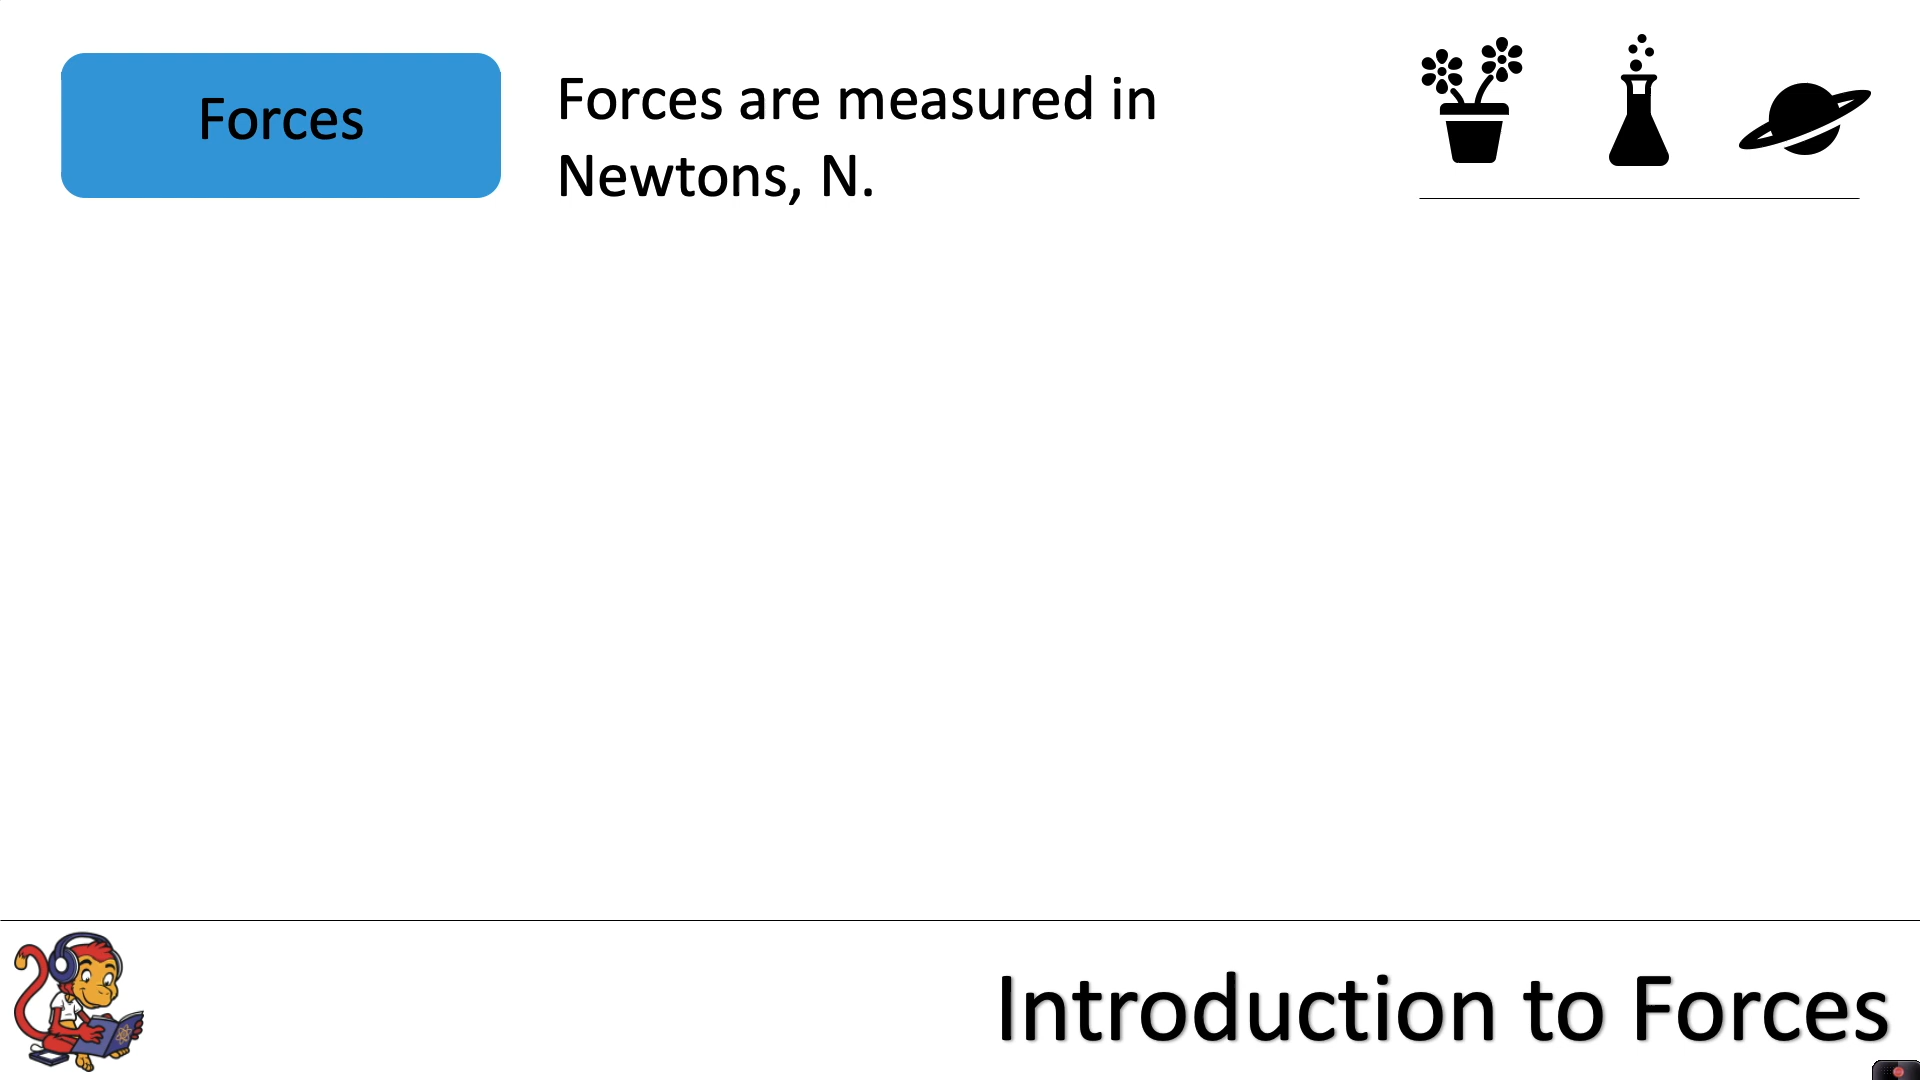 Forces
Forces are measured in
Newtons, N.
Introduction to Forces